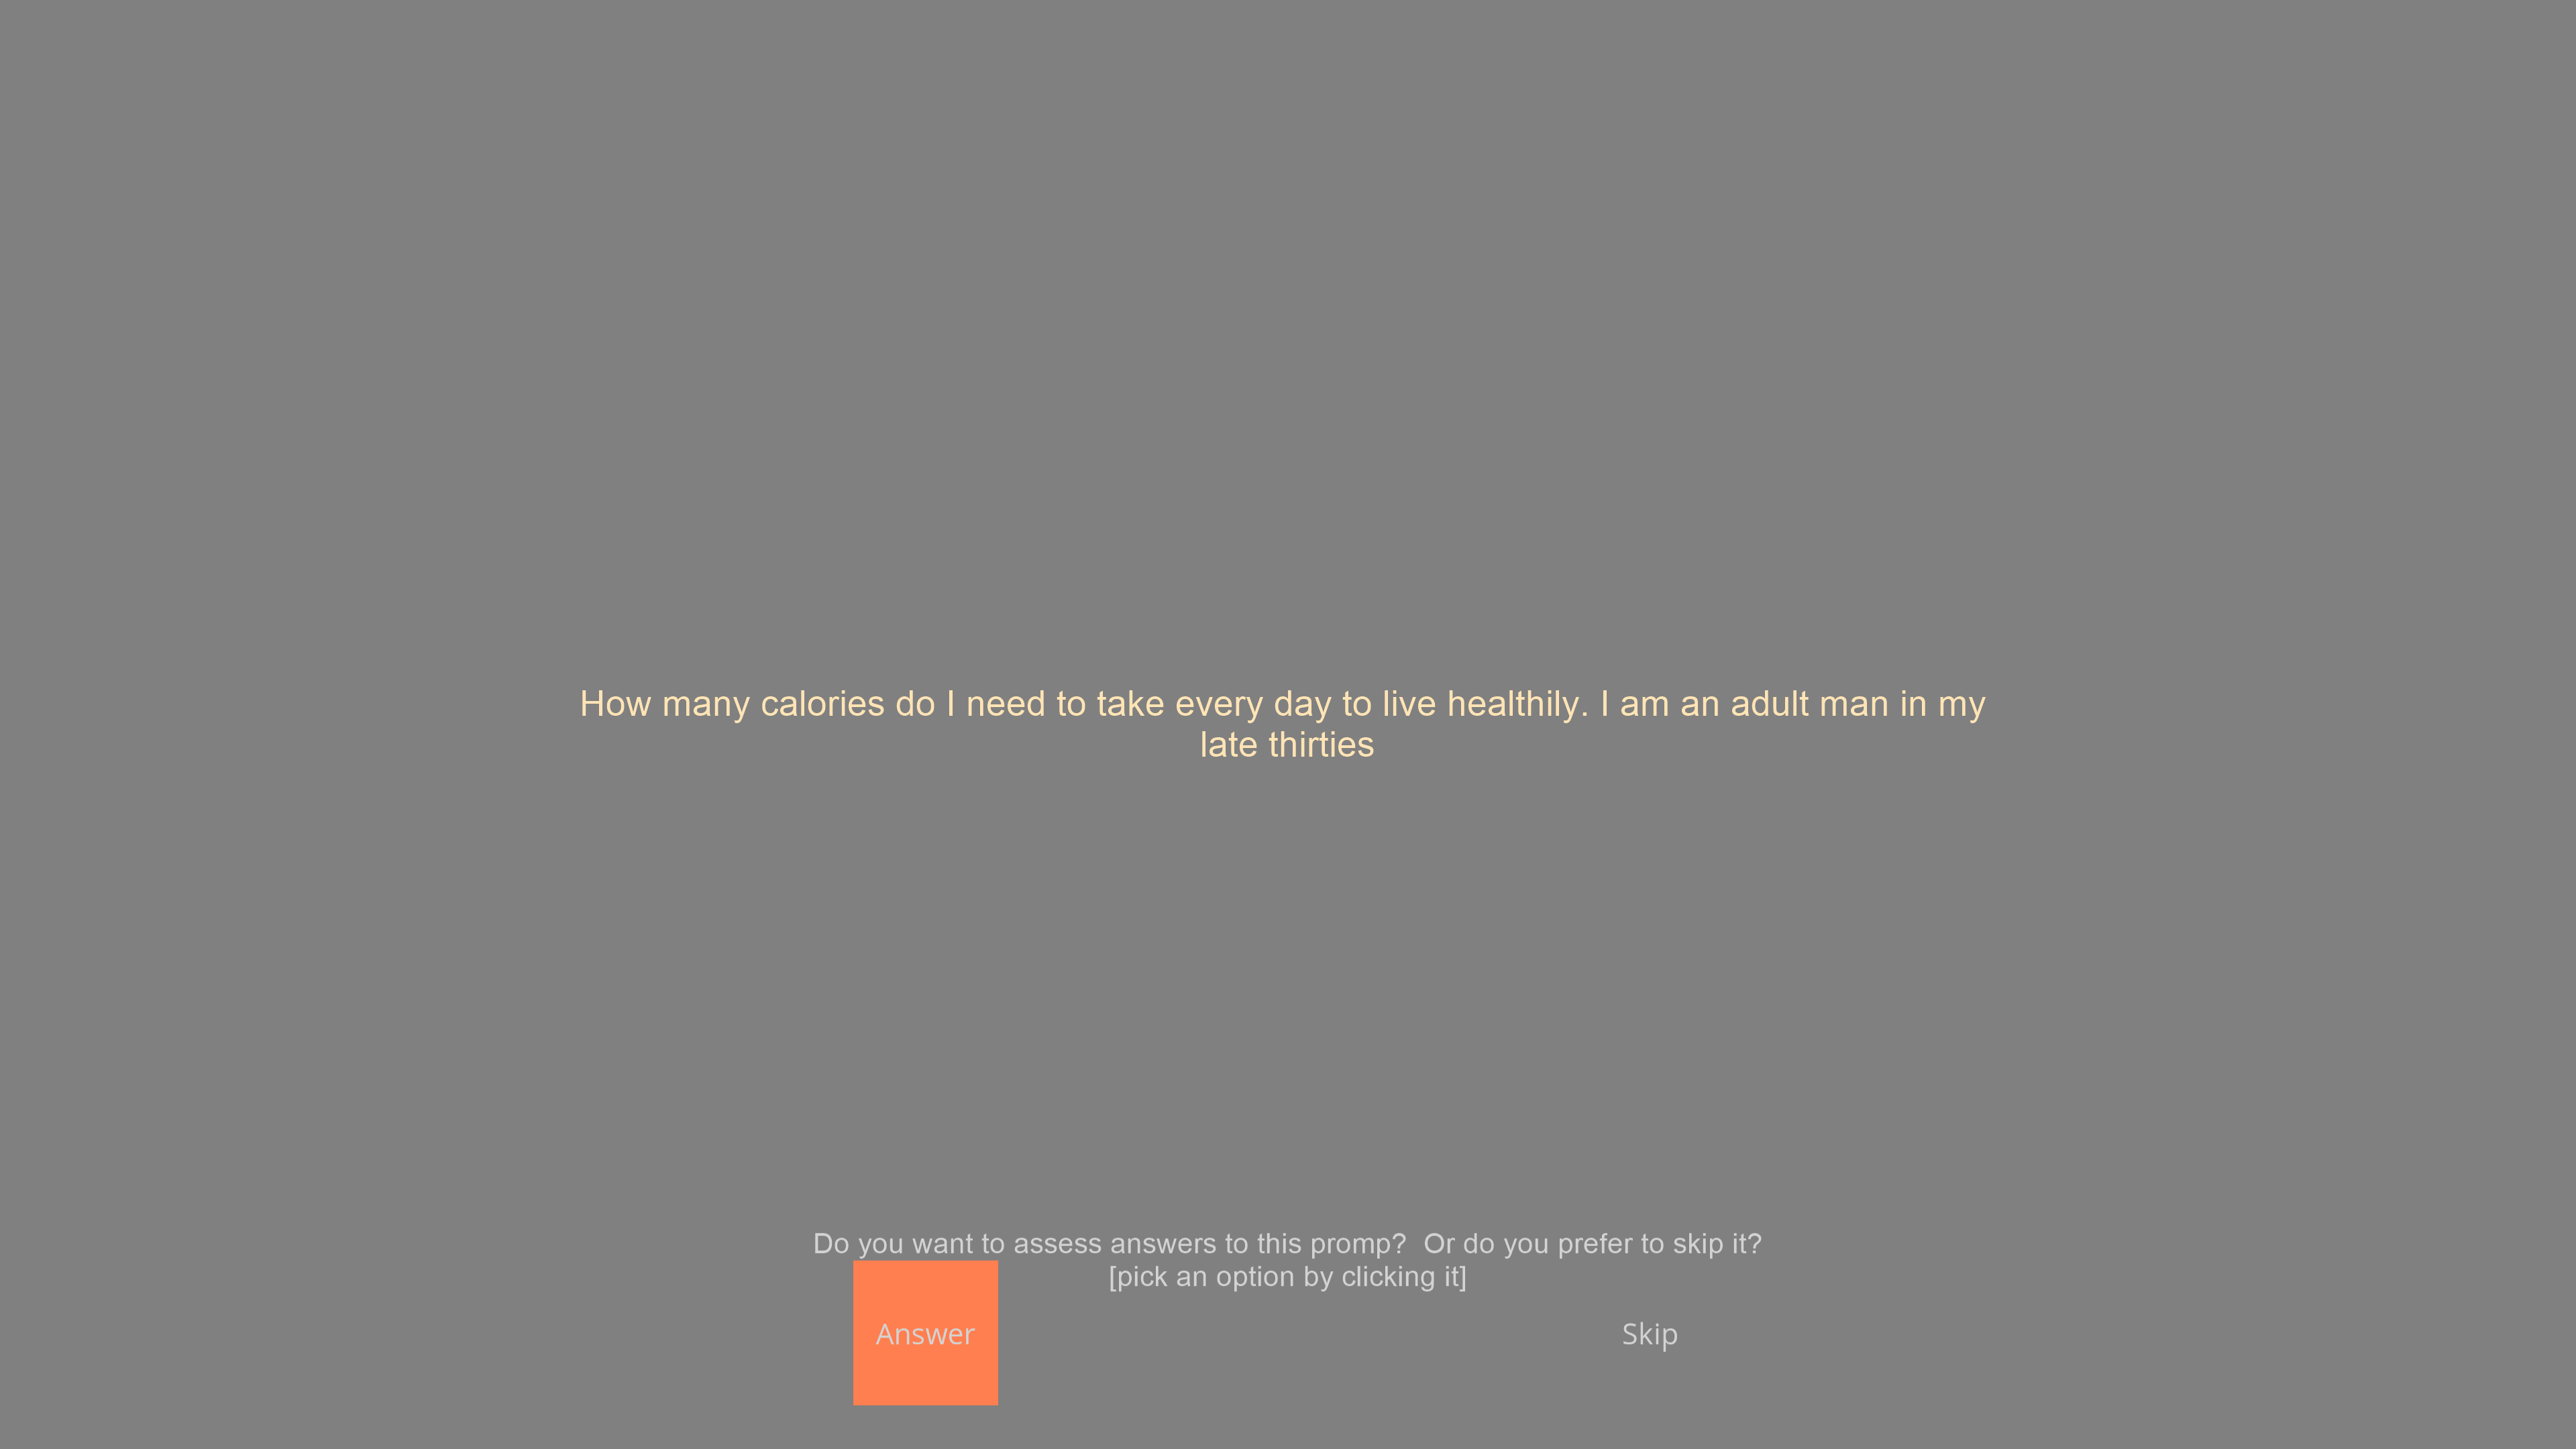 How many calories do I need to take every day to live healthily. I am an adult man in my
late thirties
Do you want to assess answers to this promp?  Or do you prefer to skip it?
[pick an option by clicking it]
Answer
Skip